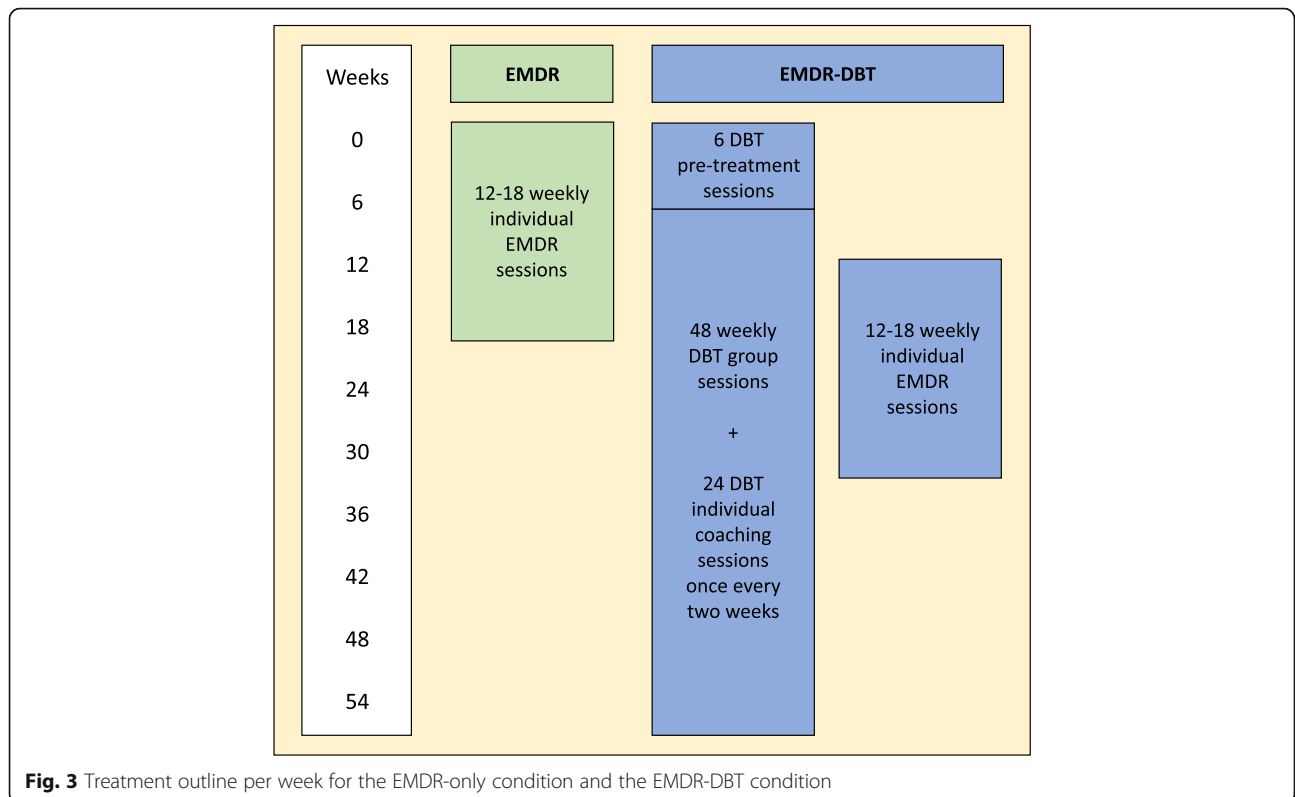 Weeks
0
6
12
18
24
30
36
42
48
54
EMDR
12-18 weekly
individual
EMDR
sessions
EMDR-DBT
6 DBT
pre-treatment
sessions
48 weekly
DBT group
sessions
+
24 DBT
individual
coaching
sessions
once every
two weeks
12-18 weekly
individual
EMDR
sessions
Fig. 3 Treatment outline per week for the EMDR-only condition and the EMDR-DBT condition